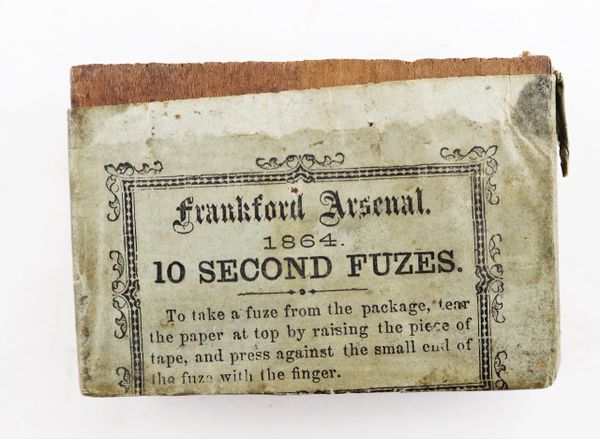 Frankford Arsenal.
1864.
10 SECOND FUZES.
To take a fuze from the package, tear
the paper at top by raising the piece of
tape, and press against the small end of
the fuze with the finger.